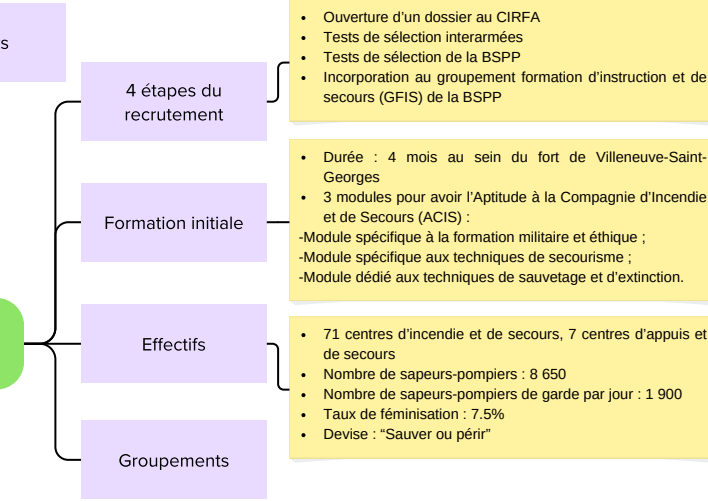 4 étapes du
recrutement
• Ouverture d’un dossier au CIRFA
• Tests de sélection interarmées
• Tests de sélection de la BSPP
• Incorporation au groupement formation d’instruction et de
secours (GFIS) de la BSPP
Formation initiale
• Durée : 4 mois au sein du fort de Villeneuve-Saint-
Georges
• 3 modules pour avoir l’Aptitude à la Compagnie d’Incendie
et de Secours (ACIS) :
-Module spécifique à la formation militaire et éthique ;
-Module spécifique aux techniques de secourisme ;
-Module dédié aux techniques de sauvetage et d’extinction.
Effectifs
• 71 centres d’incendie et de secours, 7 centres d’appuis et
de secours
• Nombre de sapeurs-pompiers : 8 650
• Nombre de sapeurs-pompiers de garde par jour : 1 900
• Taux de féminisation : 7.5%
• Devise : “Sauver ou périr”
Groupements